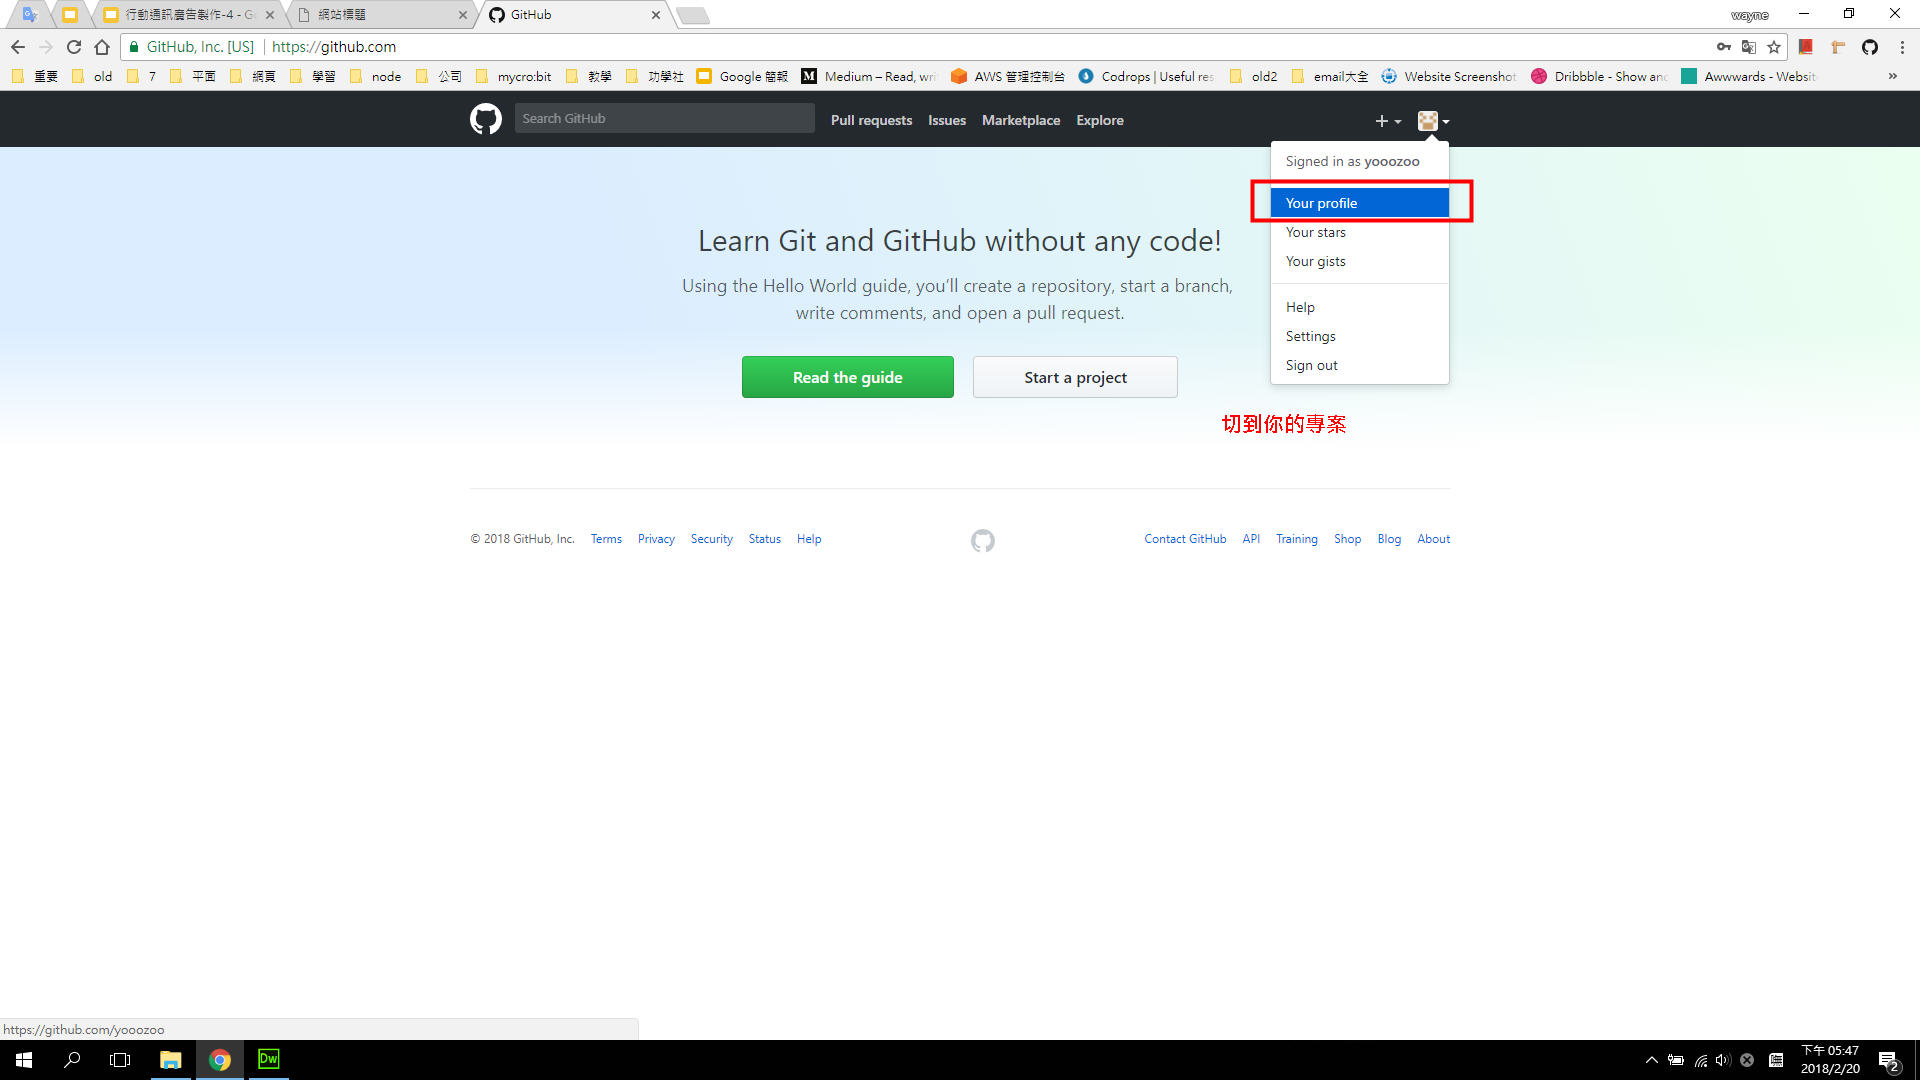 行動通訊廣告製作-4 - G
網站標題
GitHub
wayne
GitHub, Inc. [US]
https://github.com
重要
old
7
平面
網頁
學習
node
公司
mycro:bit
教學
功學社
Google 簡報
Medium – Read, wri
AWS 管理控制台
Codrops | Useful res
old2
email大全
Website Screenshot
Dribbble - Show and
Awwwards - Websit
»
Search GitHub
Pull requests
Issues
Marketplace
Explore
Signed in as yooozoo
Your profile
Your stars
Your gists
Help
Settings
Sign out
Learn Git and GitHub without any code!
Using the Hello World guide, you’ll create a repository, start a branch,
write comments, and open a pull request.
Read the guide
Start a project
切到你的專案
© 2018 GitHub, Inc.
Terms
Privacy
Security
Status
Help
Contact GitHub
API
Training
Shop
Blog
About
https://github.com/yooozoo
Dw
下午 05:47
2018/2/20
2